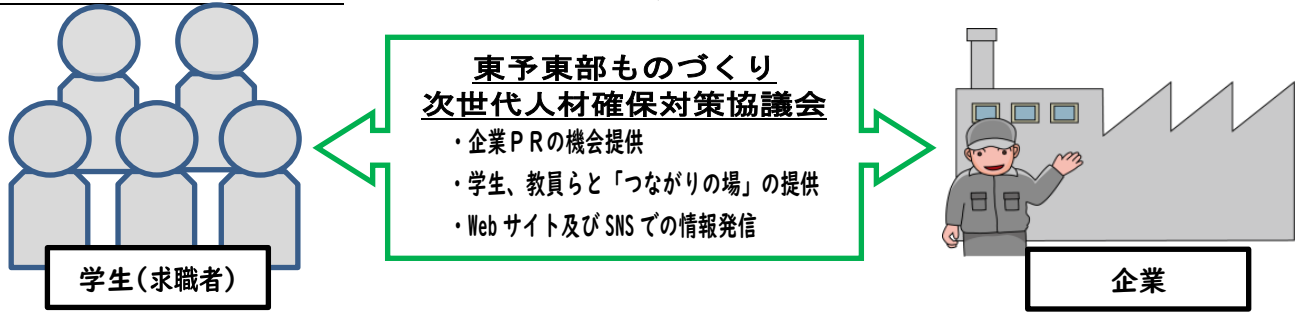 東予東部ものづくり
次世代人材確保対策協議会
・企業ＰＲの機会提供
・学生、教員らと「つながりの場」の提供
・Webサイト及びSNSでの情報発信
学生(求職者)
企業